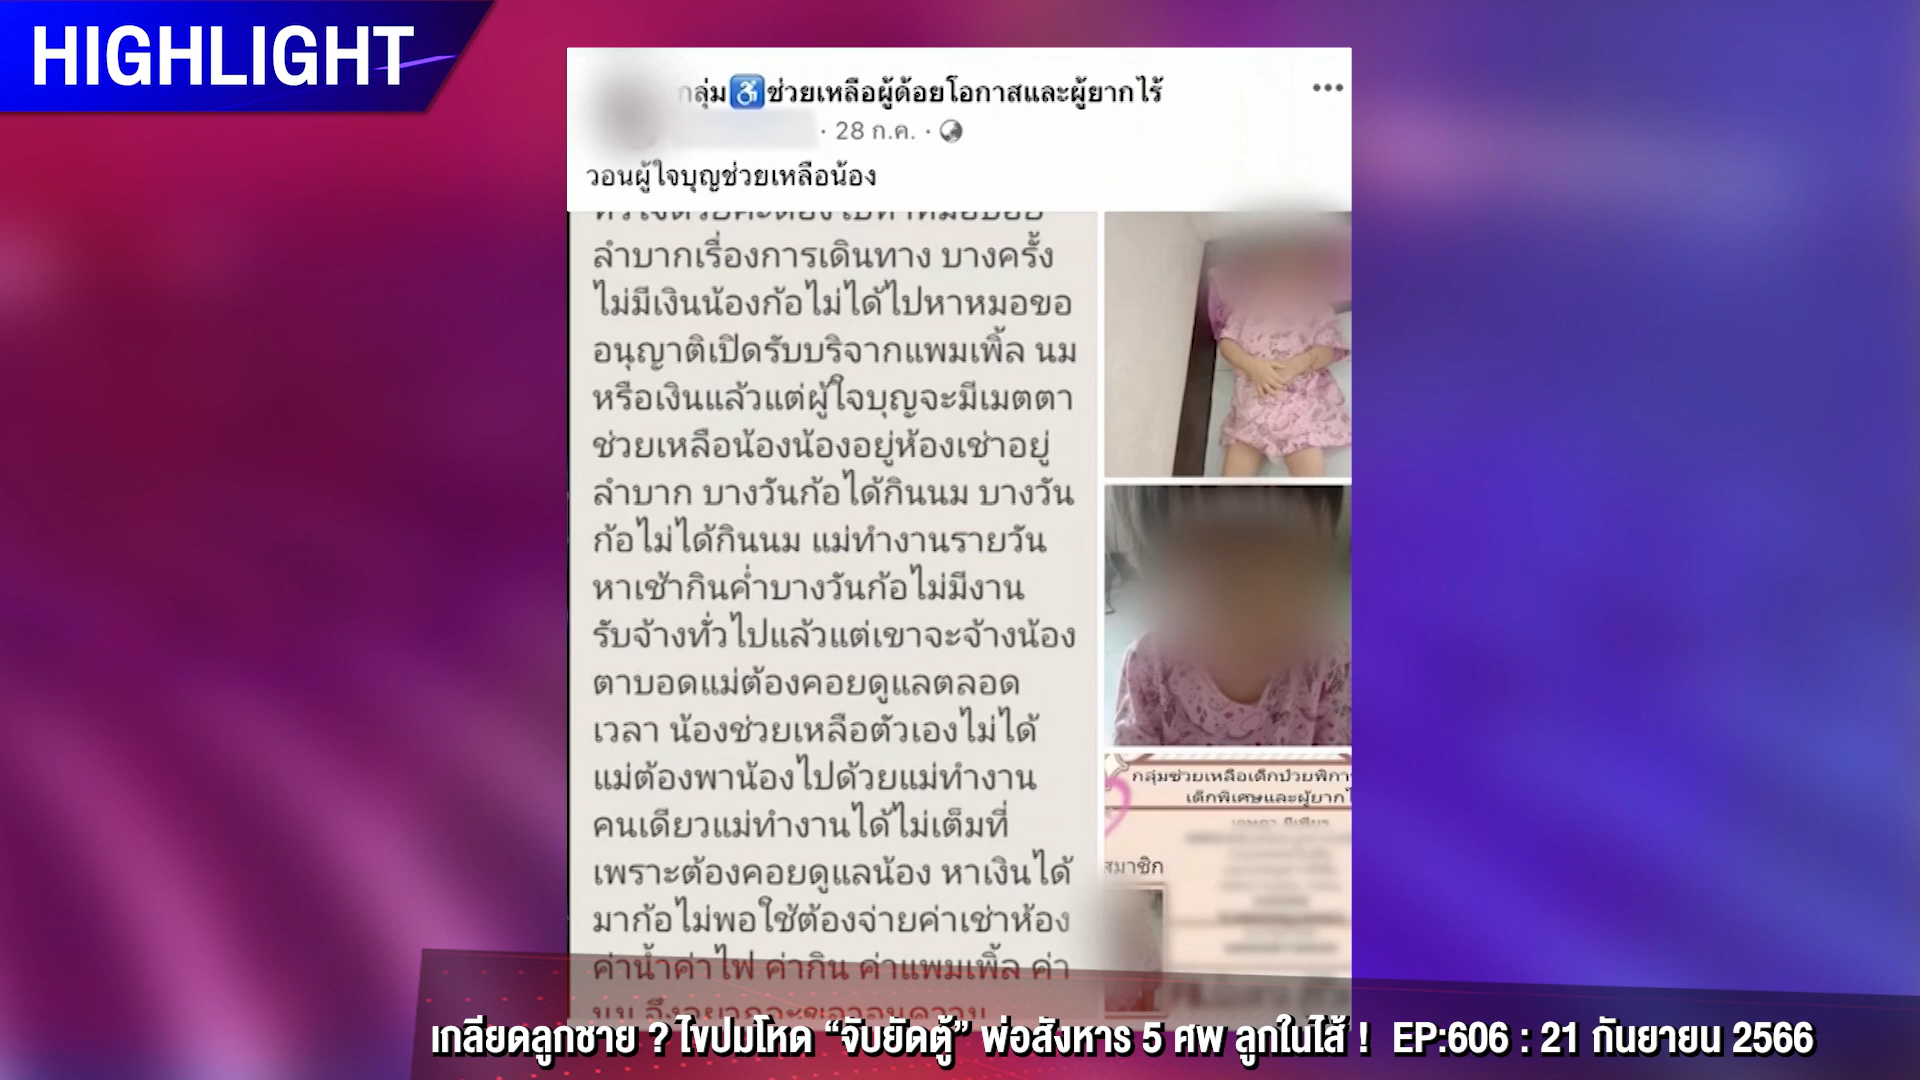 HIGHLIGHT
กลุ่ม♿ช่วยเหลือผู้ด้อยโอกาสและผู้ยากไร้
· 28 ก.ค. ·
วอนผู้ใจบุญช่วยเหลือน้อง
ลำบากเรื่องการเดินทาง บางครั้ง
ไม่มีเงินน้องก้อไม่ได้ไปหาหมอขอ
อนุญาติเปิดรับบริจากแพมเพิ้ล นม
หรือเงินแล้วแต่ผู้ใจบุญจะมีเมตตา
ช่วยเหลือน้องน้องอยู่ห้องเช่าอยู่
ลำบาก บางวันก้อได้กินนม บางวัน
ก้อไม่ได้กินนม แม่ทำงานรายวัน
หาเช้ากินค่ำบางวันก้อไม่มีงาน
รับจ้างทั่วไปแล้วแต่เขาจะจ้างน้อง
ตาบอดแม่ต้องคอยดูแลตลอด
เวลา น้องช่วยเหลือตัวเองไม่ได้
แม่ต้องพาน้องไปด้วยแม่ทำงาน
คนเดียวแม่ทำงานได้ไม่เต็มที่
เพราะต้องคอยดูแลน้อง หาเงินได้
มาก้อไม่พอใช้ต้องจ่ายค่าเช่าห้อง
ค่าน้ำค่าไฟ ค่ากิน ค่าแพมเพิ้ล ค่า
กลุ่มช่วยเหลือเด็กป่วยพิกา
เด็กพิเศษและผู้ยากไ
สมาชิก
เกลียดลูกชาย ? ไขปมโหด “จับยัดตู้” พ่อสังหาร 5 ศพ ลูกในไส้ ! EP:606 : 21 กันยายน 2566